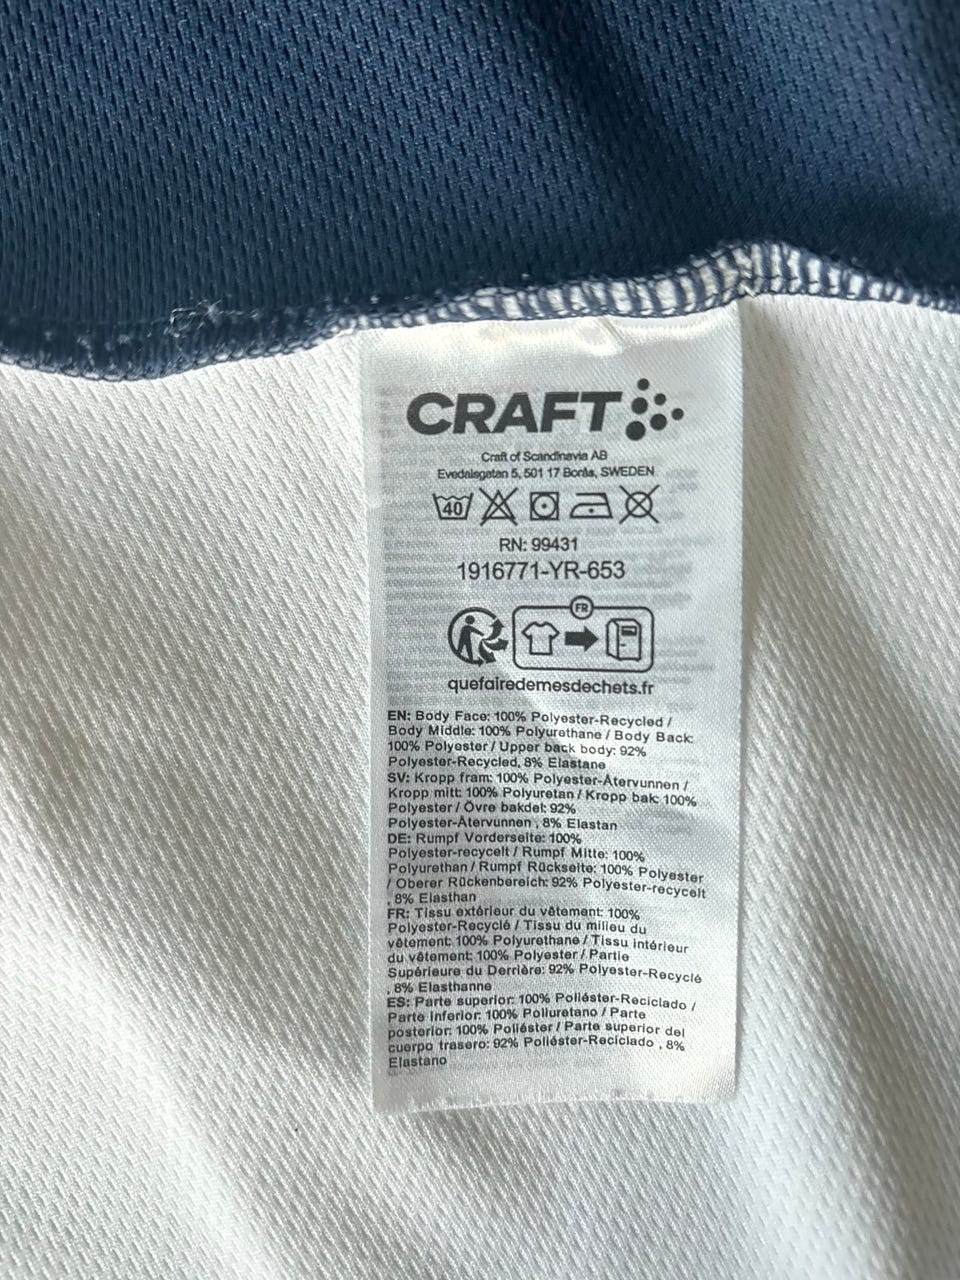 CRAFT
Craft of Scandinavia AB
Evedalsgatan 5, 501 17 Borås, SWEDEN
40
RN: 99431
1916771-YR-653
FR
quefairedemesdechets.fr
EN: Body Face: 100% Polyester-Recycled /
Body Middle: 100% Polyurethane / Body Back:
100% Polyester / Upper back body: 92%
Polyester-Recycled, 8% Elastane
SV: Kropp fram: 100% Polyester-Återvunnen /
Kropp mitt: 100% Polyuretan / Kropp bak: 100%
Polyester / Övre bakdel: 92%
Polyester-Återvunnen , 8% Elastan
DE: Rumpf Vorderseite: 100%
Polyester-recycelt / Rumpf Mitte: 100%
Polyurethan / Rumpf Rückseite: 100% Polyester
/ Oberer Rückenbereich: 92% Polyester-recycelt
, 8% Elasthan
FR: Tissu extérieur du vêtement: 100%
Polyester-Recyclé / Tissu du milieu du
vêtement: 100% Polyurethane / Tissu intérieur
du vêtement: 100% Polyester / Partie
Supérieure du Derrière: 92% Polyester-Recyclé
, 8% Elasthanne
ES: Parte superior: 100% Poliéster-Reciclado /
Parte inferior: 100% Poliuretano / Parte
posterior: 100% Poliéster / Parte superior del
cuerpo trasero: 92% Poliéster-Reciclado , 8%
Elastano